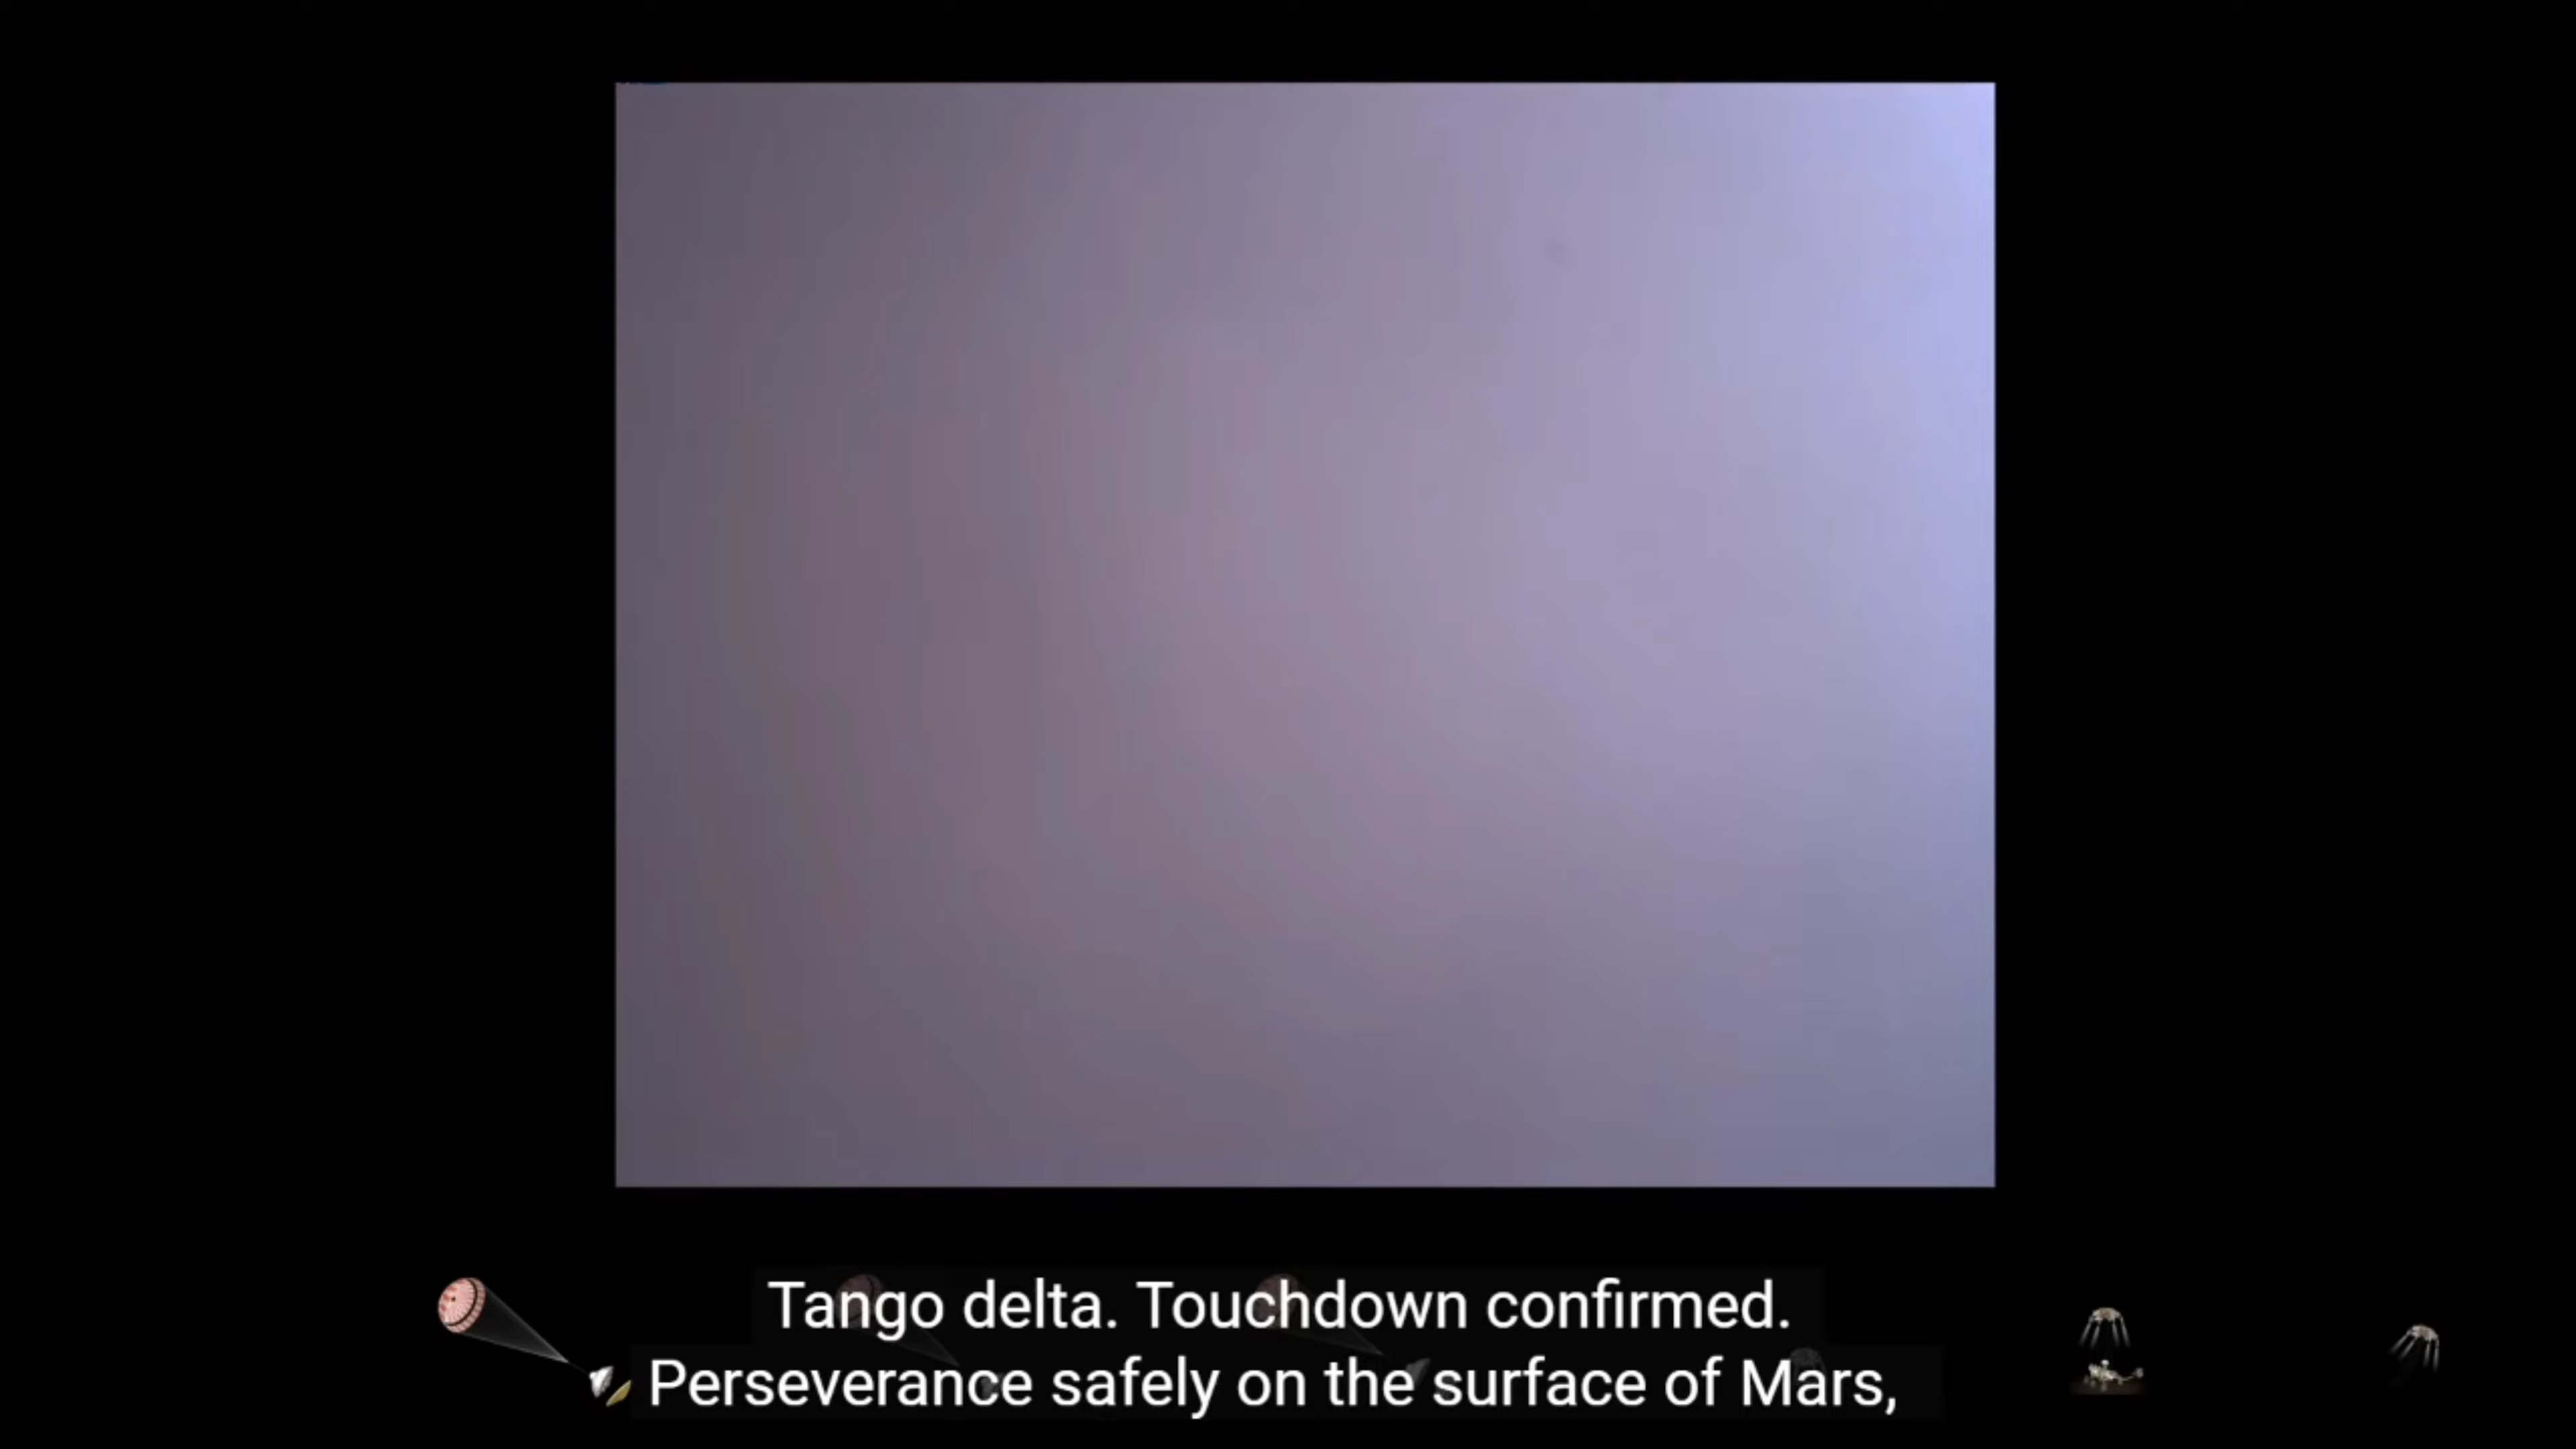 Tango delta. Touchdown confirmed.
Perseverance safely on the surface of Mars,